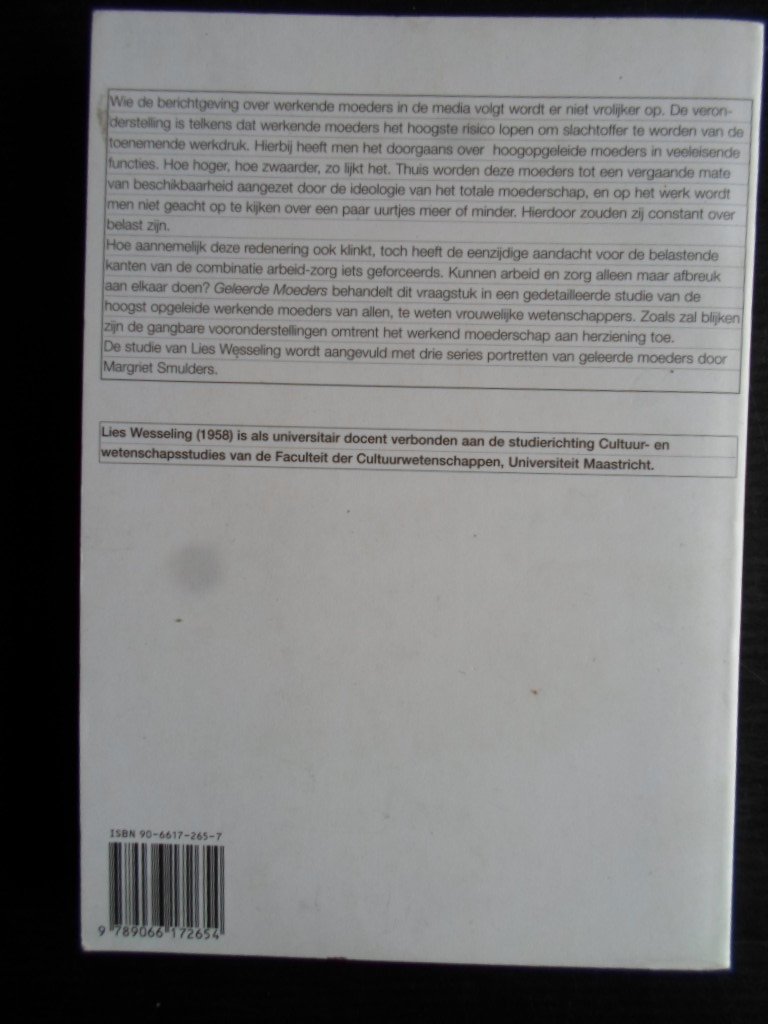 Wie de berichtgeving over werkende moeders in de media volgt wordt er niet vrolijker op. De veron-
derstelling is telkens dat werkende moeders het hoogste risico lopen om slachtoffer te worden van de
toenemende werkdruk. Hierbij heeft men het doorgaans over hoogopgeleide moeders in veeleisende
functies. Hoe hoger, hoe zwaarder, zo lijkt het. Thuis worden deze moeders tot een vergaande mate
van beschikbaarheid aangezet door de ideologie van het totale moederschap, en op het werk wordt
men niet geacht op te kijken over een paar uurtjes meer of minder. Hierdoor zouden zij constant over
belast zijn.
Hoe aannemelijk deze redenering ook klinkt, toch heeft de eenzijdige aandacht voor de belastende
kanten van de combinatie arbeid-zorg iets geforceerds. Kunnen arbeid en zorg alleen maar afbreuk
aan elkaar doen? Geleerde Moeders behandelt dit vraagstuk in een gedetailleerde studie van de
hoogst opgeleide werkende moeders van allen, te weten vrouwelijke wetenschappers. Zoals zal blijken
zijn de gangbare vooronderstellingen omtrent het werkend moederschap aan herziening toe.
De studie van Lies Wesseling wordt aangevuld met drie series portretten van geleerde moeders door
Margriet Smulders.
Lies Wesseling (1958) is als universitair docent verbonden aan de studierichting Cultuur- en
wetenschapsstudies van de Faculteit der Cultuurwetenschappen, Universiteit Maastricht.
ISBN 90-6617-265-7
9 789066 172654